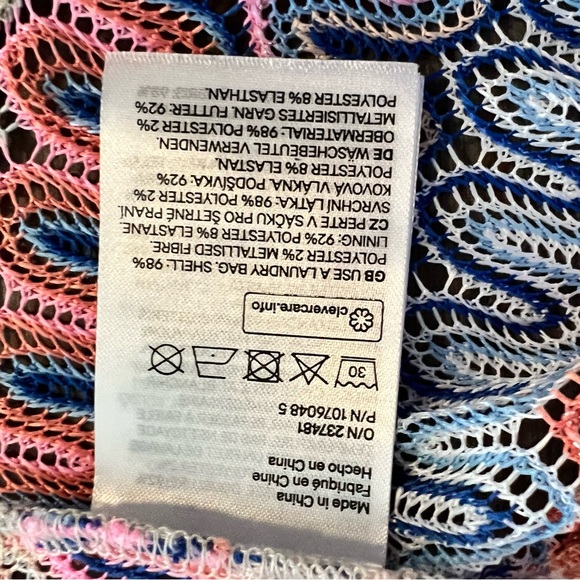 Made in China
Fabriqué en Chine
Hecho en China
O/N 237481
P/N 1076048 5
30
clevercare.info
GB USE A LAUNDRY BAG. SHELL: 98%
POLYESTER 2% METALLISED FIBRE.
LINING: 92% POLYESTER 8% ELASTANE.
CZ PERTE V SÁČKU PRO ŠETRNÉ PRANÍ.
SVRCHNÍ LÁTKA: 98% POLYESTER 2%
KOVOVÁ VLÁKNA. PODŠÍVKA: 92%
POLYESTER 8% ELASTAN.
DE WÄSCHEBEUTEL VERWENDEN.
OBERMATERIAL: 98% POLYESTER 2%
METALLISIERTES GARN. FUTTER: 92%
POLYESTER 8% ELASTHAN.